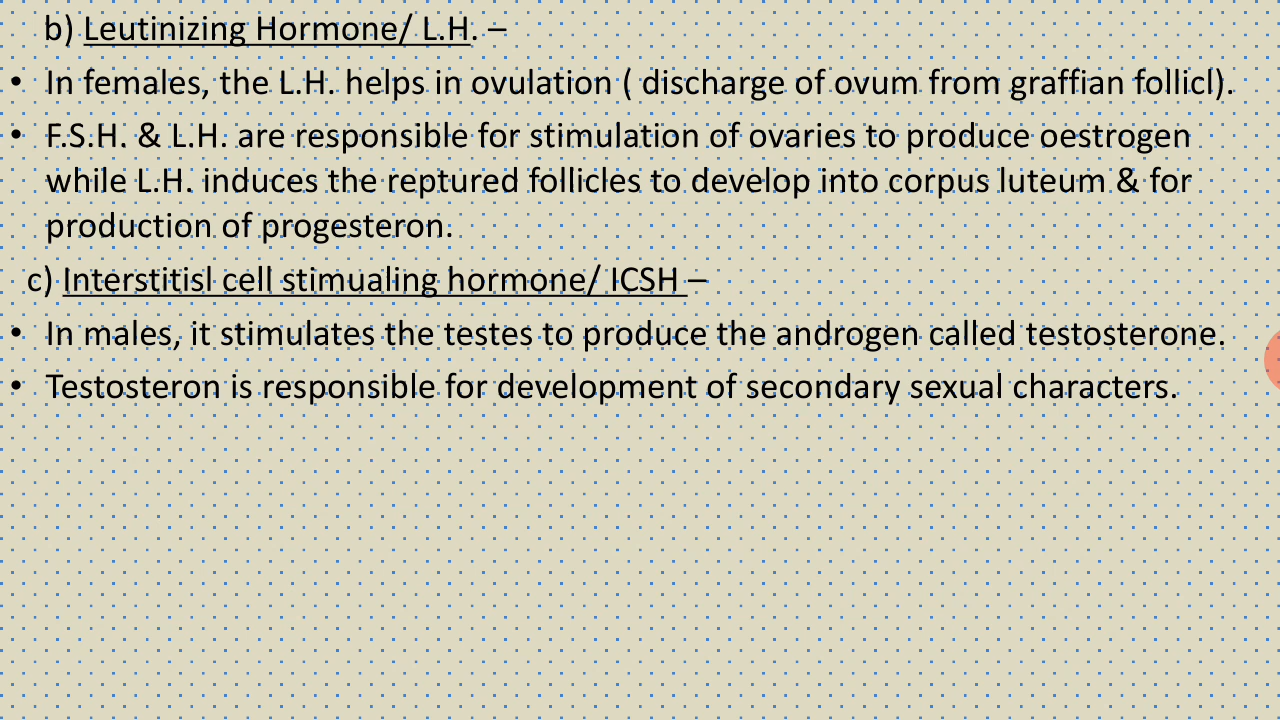 b) Leutinizing Hormone/ L.H. –
• In females, the L.H. helps in ovulation ( discharge of ovum from graffian follicl).
• F.S.H. & L.H. are responsible for stimulation of ovaries to produce oestrogen
while L.H. induces the reptured follicles to develop into corpus luteum & for
production of progesteron.
c) Interstitisl cell stimualing hormone/ ICSH –
• In males, it stimulates the testes to produce the androgen called testosterone.
• Testosteron is responsible for development of secondary sexual characters.